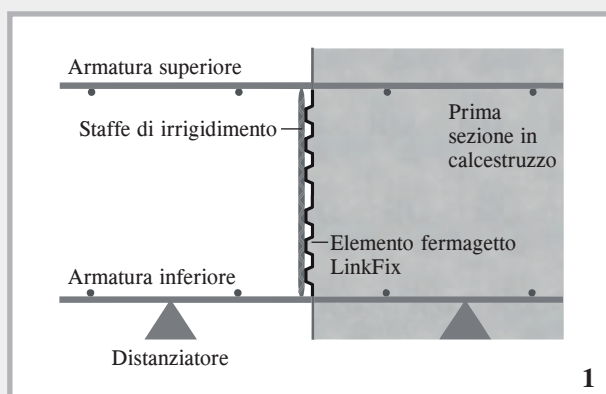 Armatura superiore
Staffe di irrigidimento
Prima
sezione in
calcestruzzo
Elemento fermagetto
LinkFix
Armatura inferiore
Distanziatore
1